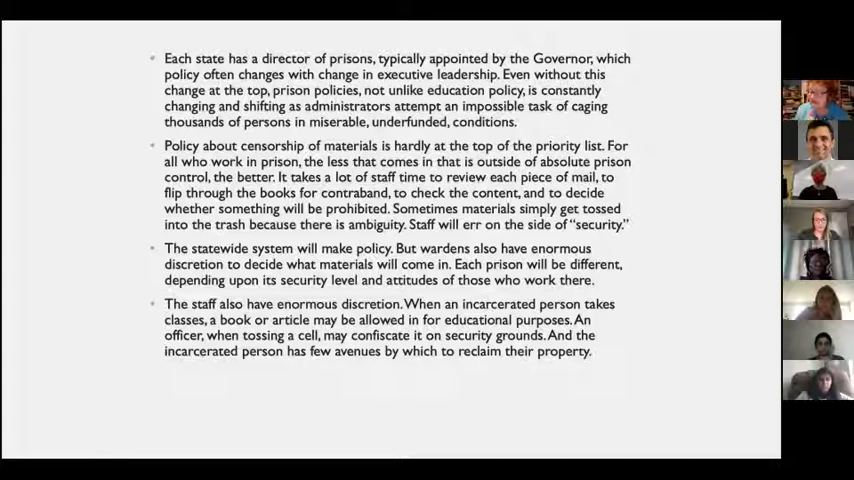 Each state has a director of prisons, typically appointed by the Governor, which
policy often changes with change in executive leadership. Even without this
change at the top, prison policies, not unlike education policy, is constantly
changing and shifting as administrators attempt an impossible task of caging
thousands of persons in miserable, underfunded, conditions.
Policy about censorship of materials is hardly at the top of the priority list. For
all who work in prison, the less that comes in that is outside of absolute prison
control, the better. It takes a lot of staff time to review each piece of mail, to
flip through the books for contraband, to check the content, and to decide
whether something will be prohibited. Sometimes materials simply get tossed
into the trash because there is ambiguity. Staff will err on the side of “security.”
The statewide system will make policy. But wardens also have enormous
discretion to decide what materials will come in. Each prison will be different,
depending upon its security level and attitudes of those who work there.
The staff also have enormous discretion. When an incarcerated person takes
classes, a book or article may be allowed in for educational purposes. An
officer, when tossing a cell, may confiscate it on security grounds. And the
incarcerated person has few avenues by which to reclaim their property.